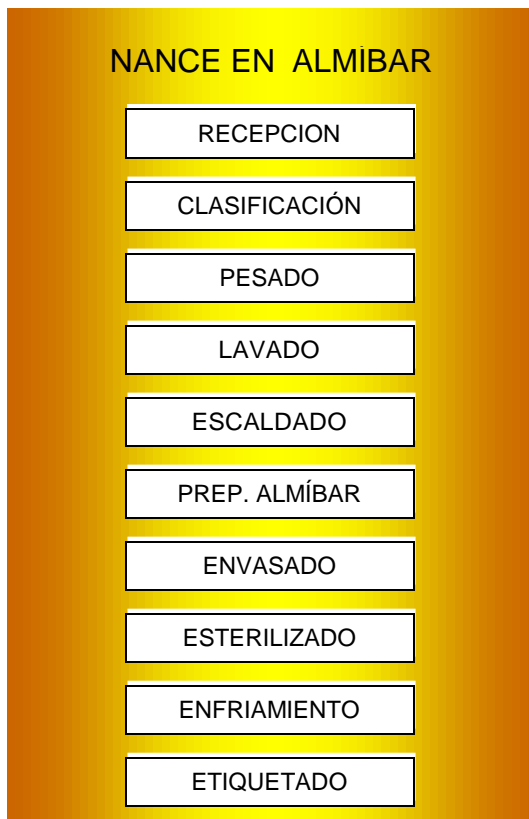 NANCE EN ALMÍBAR
RECEPCION
CLASIFICACIÓN
PESADO
LAVADO
ESCALDADO
PREP. ALMÍBAR
ENVASADO
ESTERILIZADO
ENFRIAMIENTO
ETIQUETADO